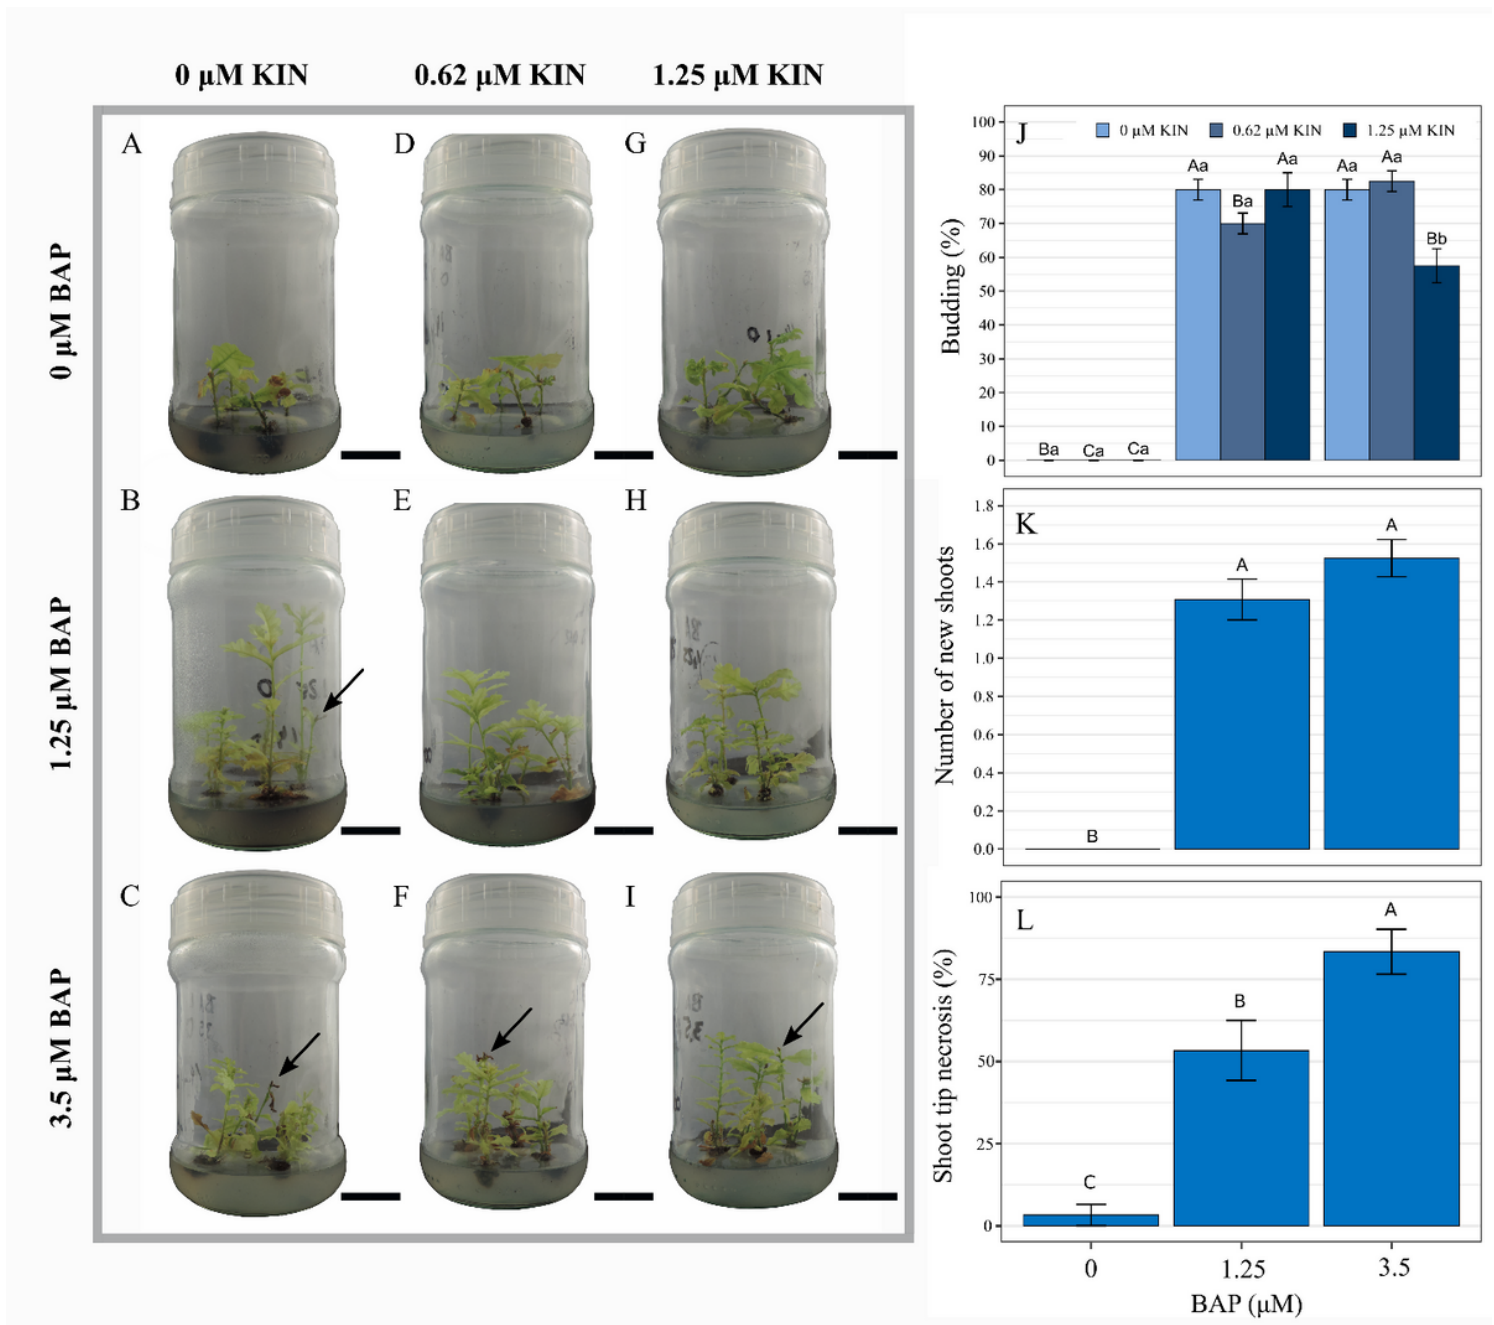 0 μM KIN 0.62 μM KIN 1.25 μM KIN
0 μM BAP
1.25 μM BAP
3.5 μM BAP
A D G
B E H
C F I
J
0 μM KIN 0.62 μM KIN 1.25 μM KIN
Budding (%)
100
90
80
70
60
50
40
30
20
10
0
Ba Ca Ca
Aa Ba Aa
Aa Aa Bb
K
Number of new shoots
1.8
1.6
1.4
1.2
1.0
0.8
0.6
0.4
0.2
0.0
B A A
L
Shoot tip necrosis (%)
100
75
50
25
0
C B A
0 1.25 3.5
BAP (μM)